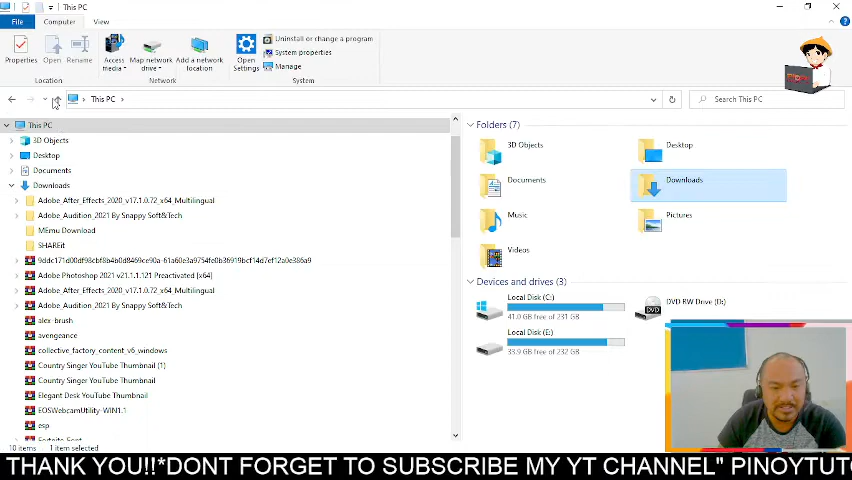 This PC
File
Computer
View
Properties
Open
Rename
Access media
Map network drive
Add a network location
Open Settings
Uninstall or change a program
System properties
Manage
Location
Network
System
This PC
Search This PC
This PC
3D Objects
Desktop
Documents
Downloads
Adobe_After_Effects_2020_v17.1.0.72_x64_Multilingual
Adobe_Audition_2021 By Snappy Soft&Tech
MEmu Download
SHAREit
Adobe Photoshop 2021 v21.1.1.121 Preactivated [x64]
Adobe_After_Effects_2020_v17.1.0.72_x64_Multilingual
Adobe_Audition_2021 By Snappy Soft&Tech
alex-brush
avengeance
collective_factory_content_v6_windows
Country Singer YouTube Thumbnail (1)
Country Singer YouTube Thumbnail
Elegant Desk YouTube Thumbnail
EOSWebcamUtility-WIN1.1
esp
Fortnite_Font
Folders (7)
3D Objects
Desktop
Documents
Downloads
Music
Pictures
Videos
Devices and drives (3)
Local Disk (C:)
41.0 GB free of 231 GB
DVD RW Drive (D:)
Local Disk (E:)
33.9 GB free of 232 GB
10 items
1 item selected
THANK YOU!!*DONT FORGET TO SUBSCRIBE MY YT CHANNEL" PINOYTUT